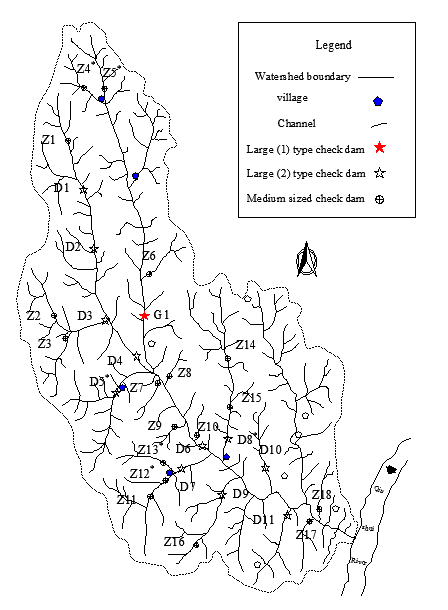 Legend
Watershed boundary
village
Channel
Large (1) type check dam
Large (2) type check dam
Medium sized check dam
Z4*
Z5*
Z1
D1
D2
Z6
Z2
D3
G1
Z3
Z14
D4
Z8
D5*
Z7
Z15
Z9
Z10
D8*
Z13*
D6
D10
Z12*
D7
Z11
D9
Z18
D11
Z17
Z16
River